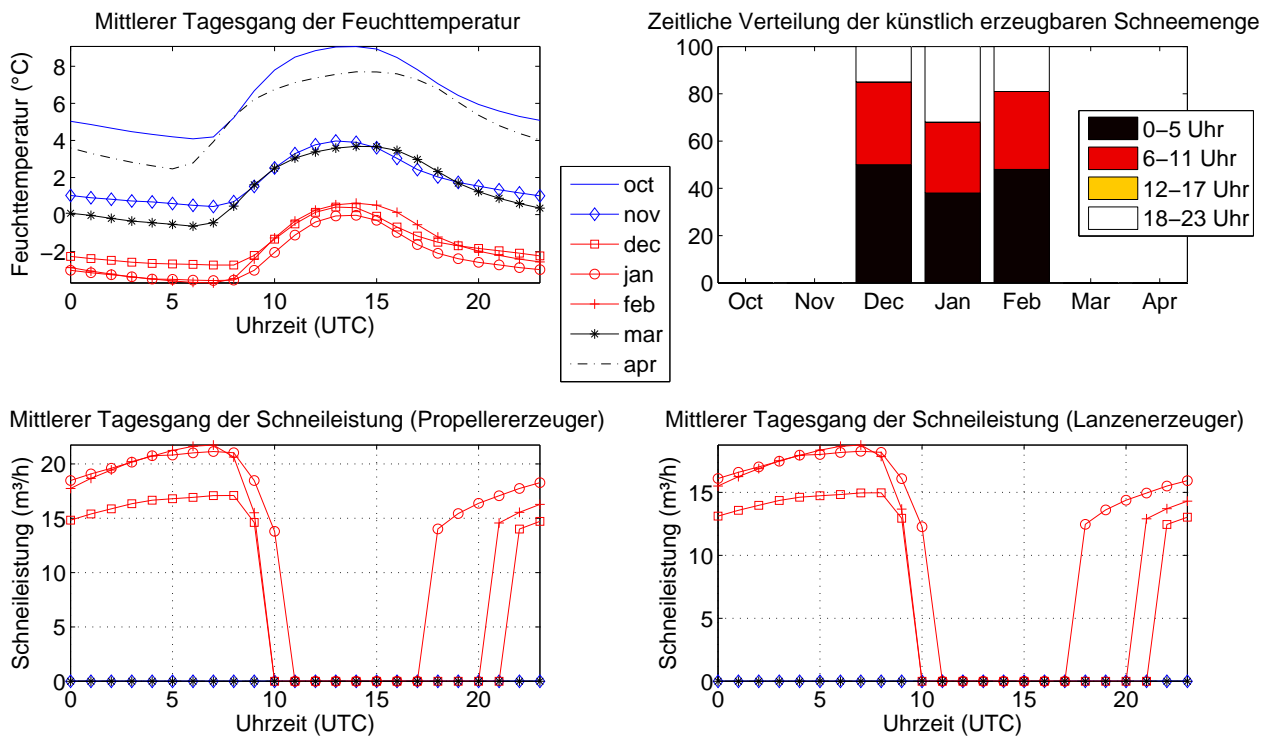 Mittlerer Tagesgang der Feuchttemperatur
Feuchttemperatur (°C)
8
6
4
2
0
−2
0 5 10 15 20
Uhrzeit (UTC)
oct
nov
dec
jan
feb
mar
apr
Zeitliche Verteilung der künstlich erzeugbaren Schneemenge
100
80
60
40
20
0
Oct Nov Dec Jan Feb Mar Apr
0−5 Uhr
6−11 Uhr
12−17 Uhr
18−23 Uhr
Mittlerer Tagesgang der Schneileistung (Propellererzeuger)
Schneileistung (m³/h)
20
15
10
5
0
0 5 10 15 20
Uhrzeit (UTC)
Mittlerer Tagesgang der Schneileistung (Lanzenerzeuger)
Schneileistung (m³/h)
15
10
5
0
0 5 10 15 20
Uhrzeit (UTC)